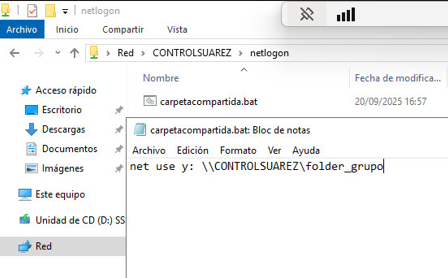 netlogon
Archivo
Inicio
Compartir
Vista
Red > CONTROLSUAREZ > netlogon
Acceso rápido
Escritorio
Descargas
Documentos
Imágenes
Este equipo
Unidad de CD (D:) SS
Red
Nombre
Fecha de modifica...
carpetacompartida.bat
20/09/2025 16:57
carpetacompartida.bat: Bloc de notas
Archivo Edición Formato Ver Ayuda
net use y: \\CONTROLSUAREZ\folder_grupo